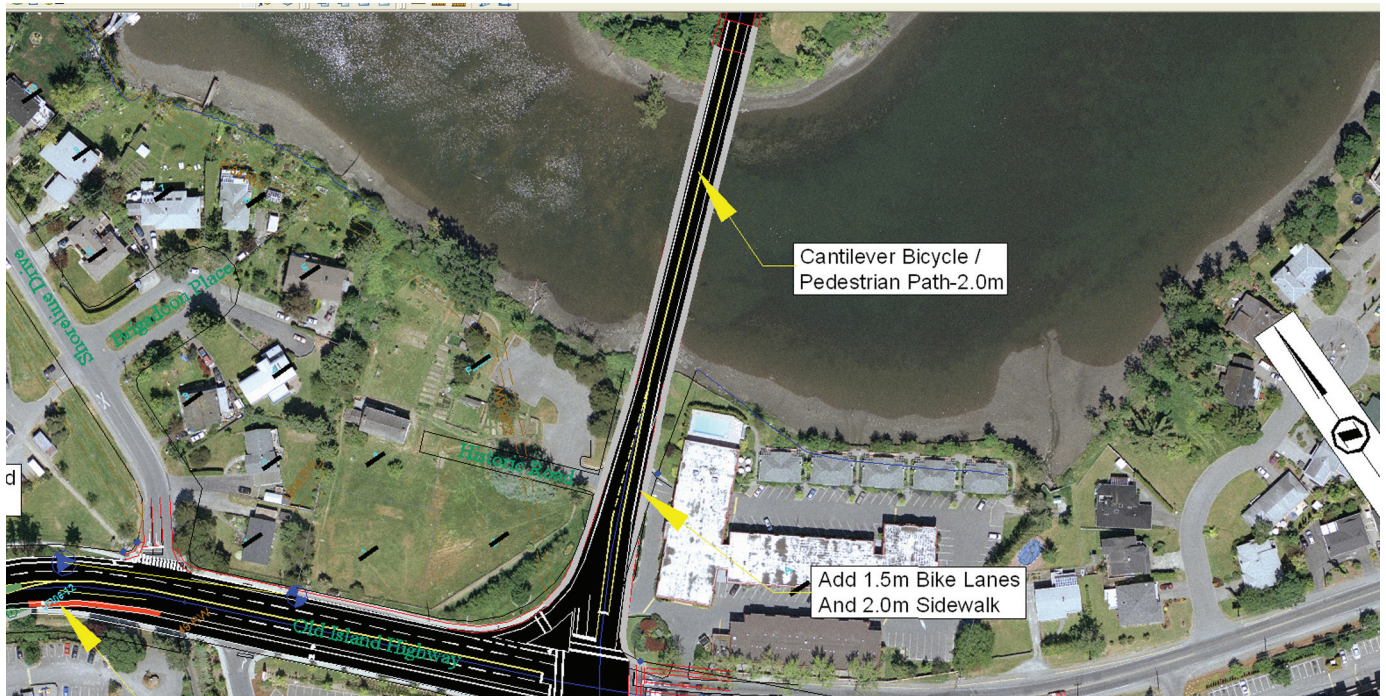 Shoreline Drive
Brigadoon Place
Cantilever Bicycle /
Pedestrian Path-2.0m
Historic Road
d
Add 1.5m Bike Lanes
And 2.0m Sidewalk
Old Island Highway